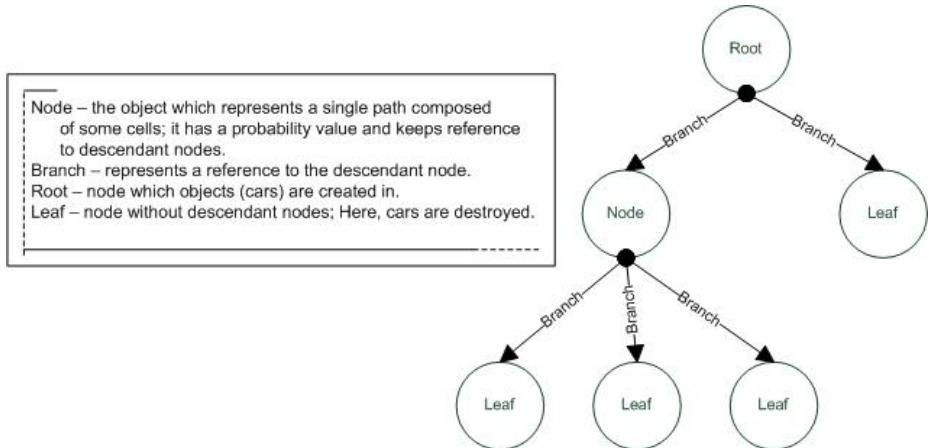 Root
Node – the object which represents a single path composed
of some cells; it has a probability value and keeps reference
to descendant nodes.
Branch – represents a reference to the descendant node.
Root – node which objects (cars) are created in.
Leaf – node without descendant nodes; Here, cars are destroyed.
Branch
Branch
Node
Leaf
Branch
Branch
Branch
Leaf
Leaf
Leaf